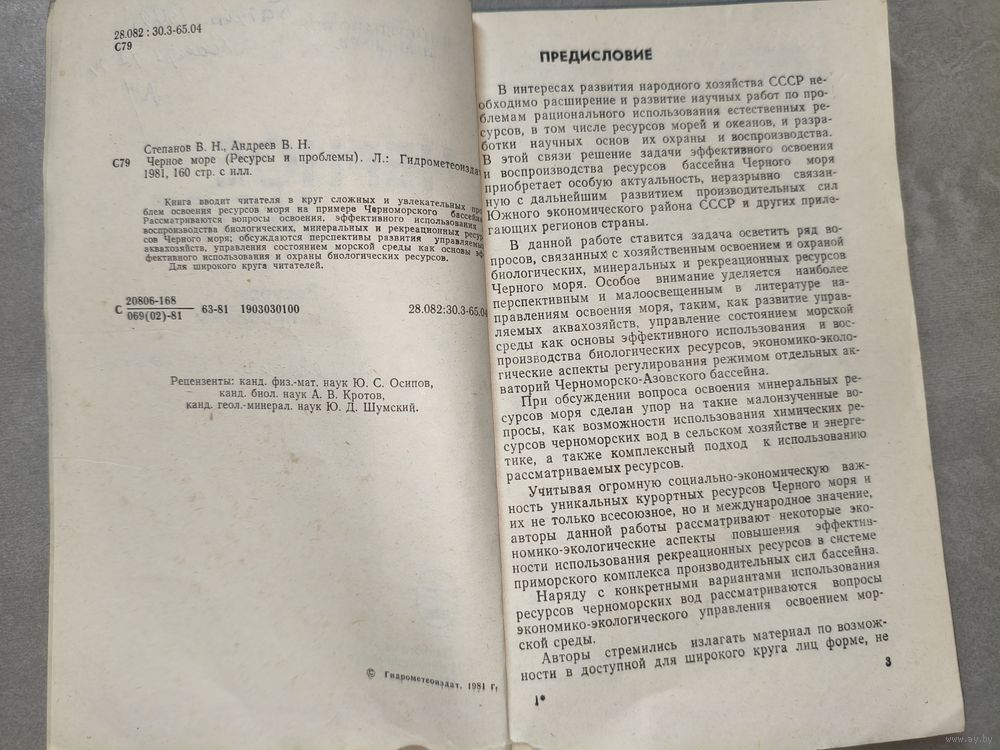 28.082 : 30.3-65.04
С79
Степанов В. Н., Андреев В. Н.
С79 Черное море (Ресурсы и проблемы). Л.: Гидрометеоиздат
1981, 160 стр. с илл.
Книга вводит читателя в круг сложных и увлекательных про
блем освоения ресурсов моря на примере Черноморского бассейна
Рассматриваются вопросы освоения, эффективного использования
воспроизводства биологических, минеральных и рекреационных ресур
сов Черного моря; обсуждаются перспективы развития управляемых
аквахозяйств, управления состоянием морской среды как основы эф
фективного использования и охраны биологических ресурсов.
Для широкого круга читателей.
С 20806-168
069(02)-81 63-81 1903030100 28.082:30.3-65.04
Рецензенты: канд. физ.-мат. наук Ю. С. Осипов,
канд. биол. наук А. В. Кротов,
канд. геол.-минерал. наук Ю. Д. Шумский.
© Гидрометеоиздат, 1981 г.
ПРЕДИСЛОВИЕ
В интересах развития народного хозяйства СССР не-
обходимо расширение и развитие научных работ по про-
блемам рационального использования естественных ре-
сурсов, в том числе ресурсов морей и океанов, и разра-
ботки научных основ их охраны и воспроизводства.
В этой связи решение задачи эффективного освоения
и воспроизводства ресурсов бассейна Черного моря
приобретает особую актуальность, неразрывно связан-
ную с дальнейшим развитием производительных сил
Южного экономического района СССР и других приле-
гающих регионов страны.
В данной работе ставится задача осветить ряд во-
просов, связанных с хозяйственным освоением и охраной
биологических, минеральных и рекреационных ресурсов
Черного моря. Особое внимание уделяется наиболее
перспективным и малоосвещенным в литературе на-
правлениям освоения моря, таким, как развитие управ-
ляемых аквахозяйств, управление состоянием морской
среды как основы эффективного использования и вос-
производства биологических ресурсов, экономико-эколо-
гические аспекты регулирования режимом отдельных ак-
ваторий Черноморско-Азовского бассейна.
При обсуждении вопроса освоения минеральных ре-
сурсов моря сделан упор на такие малоизученные во-
просы, как возможности использования химических ре-
сурсов черноморских вод в сельском хозяйстве и энерге-
тике, а также комплексный подход к использованию
рассматриваемых ресурсов.
Учитывая огромную социально-экономическую важ-
ность уникальных курортных ресурсов Черного моря и
их не только всесоюзное, но и международное значение,
авторы данной работы рассматривают некоторые эко-
номико-экологические аспекты повышения эффектив-
ности использования рекреационных ресурсов в системе
приморского комплекса производительных сил бассейна.
Наряду с конкретными вариантами использования
ресурсов черноморских вод рассматриваются вопросы
экономико-экологического управления освоением мор-
ской среды.
Авторы стремились излагать материал по возмож-
ности в доступной для широкого круга лиц форме, не
1*
3
www.ay.by